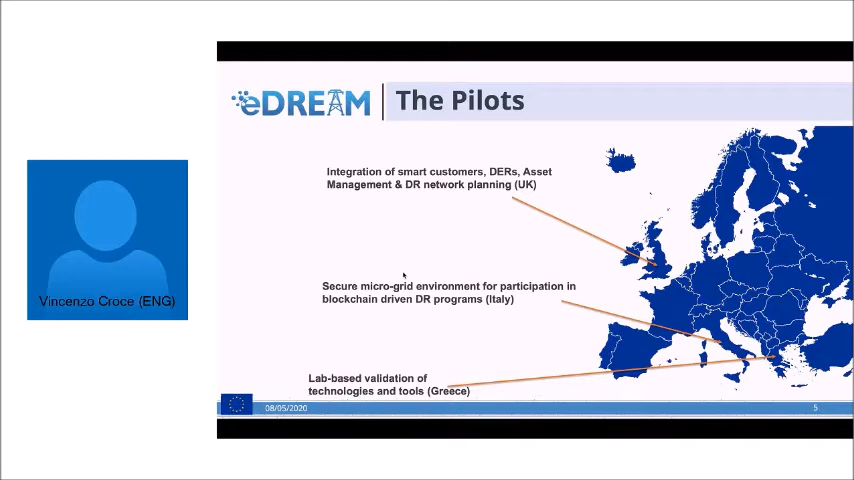 eDREAM
The Pilots
Integration of smart customers, DERs, Asset
Management & DR network planning (UK)
Secure micro-grid environment for participation in
blockchain driven DR programs (Italy)
Lab-based validation of
technologies and tools (Greece)
08/05/2020
5
Vincenzo Croce (ENG)